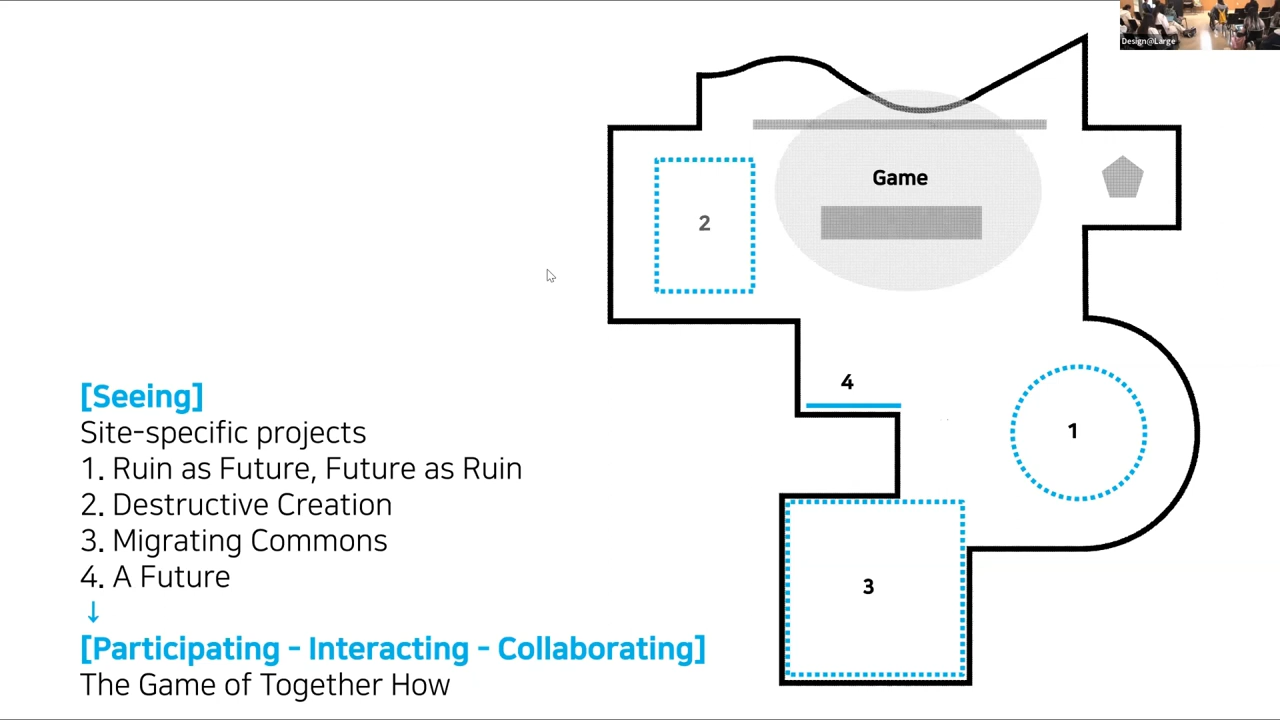 Design@Large
Game
2
4
1
3
[Seeing]
Site-specific projects
1. Ruin as Future, Future as Ruin
2. Destructive Creation
3. Migrating Commons
4. A Future
↓
[Participating - Interacting - Collaborating]
The Game of Together How